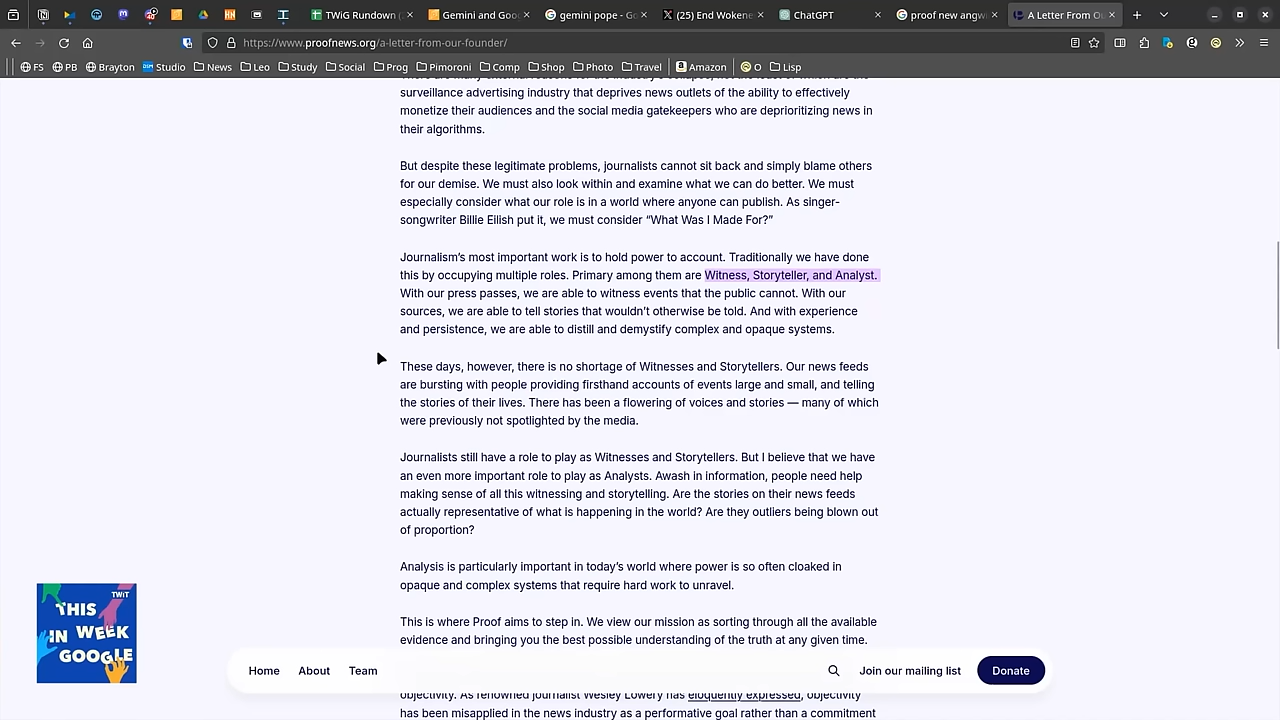 TWiG Rundown (
Gemini and Goo
gemini pope - Go
(25) End Wokene
ChatGPT
proof new angwi
A Letter From Ou
https://www.proofnews.org/a-letter-from-our-founder/
FS PB Brayton Studio News Leo Study Social Prog Pimoroni Comp Shop Photo Travel Amazon O Lisp
surveillance advertising industry that deprives news outlets of the ability to effectively
monetize their audiences and the social media gatekeepers who are deprioritizing news in
their algorithms.
But despite these legitimate problems, journalists cannot sit back and simply blame others
for our demise. We must also look within and examine what we can do better. We must
especially consider what our role is in a world where anyone can publish. As singer-
songwriter Billie Eilish put it, we must consider “What Was I Made For?”
Journalism’s most important work is to hold power to account. Traditionally we have done
this by occupying multiple roles. Primary among them are Witness, Storyteller, and Analyst.
With our press passes, we are able to witness events that the public cannot. With our
sources, we are able to tell stories that wouldn’t otherwise be told. And with experience
and persistence, we are able to distill and demystify complex and opaque systems.
These days, however, there is no shortage of Witnesses and Storytellers. Our news feeds
are bursting with people providing firsthand accounts of events large and small, and telling
the stories of their lives. There has been a flowering of voices and stories — many of which
were previously not spotlighted by the media.
Journalists still have a role to play as Witnesses and Storytellers. But I believe that we have
an even more important role to play as Analysts. Awash in information, people need help
making sense of all this witnessing and storytelling. Are the stories on their news feeds
actually representative of what is happening in the world? Are they outliers being blown out
of proportion?
Analysis is particularly important in today’s world where power is so often cloaked in
opaque and complex systems that require hard work to unravel.
This is where Proof aims to step in. We view our mission as sorting through all the available
evidence and bringing you the best possible understanding of the truth at any given time.
TWiT
THIS
IN WEEK
GOOGLE
Home About Team Join our mailing list Donate
objectivity. As renowned journalist Wesley Lowery has eloquently expressed, objectivity
has been misapplied in the news industry as a performative goal rather than a commitment